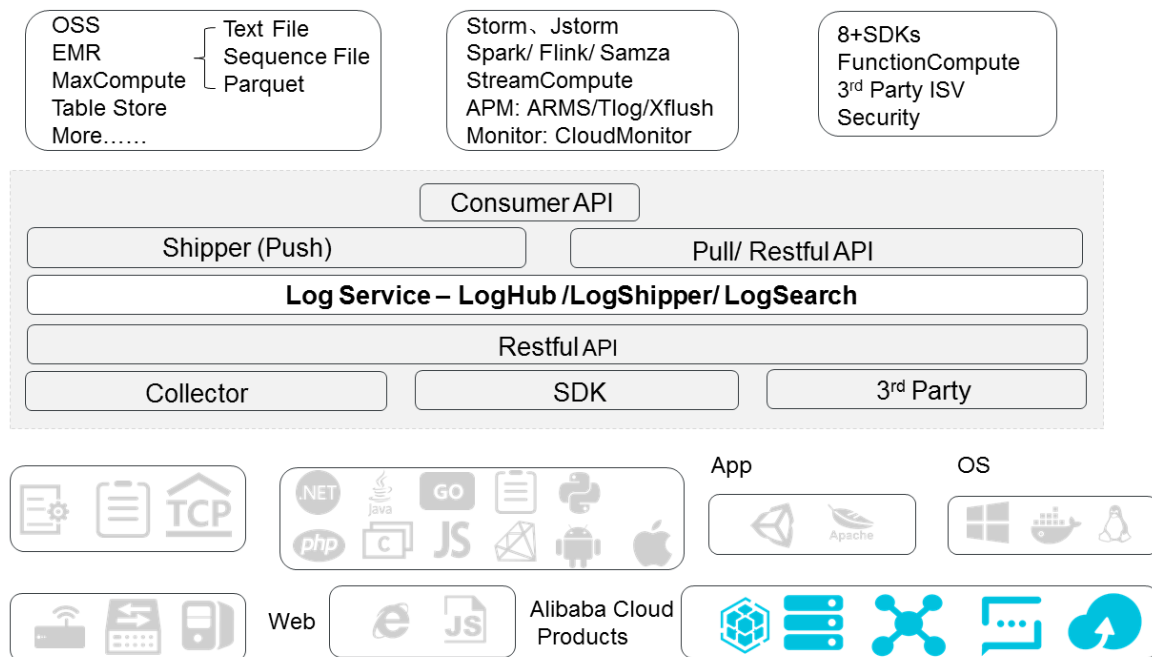 OSS
EMR
MaxCompute
Table Store
More……
Text File
Sequence File
Parquet
Storm、Jstorm
Spark/ Flink/ Samza
StreamCompute
APM: ARMS/Tlog/Xflush
Monitor: CloudMonitor
8+SDKs
FunctionCompute
3rd Party ISV
Security
Consumer API
Shipper (Push)
Pull/ Restful API
Log Service – LogHub /LogShipper/ LogSearch
Restful API
Collector
SDK
3rd Party
TCP
.NET
Java
GO
php
C
JS
App
Apache
OS
Web
JS
Alibaba Cloud
Products